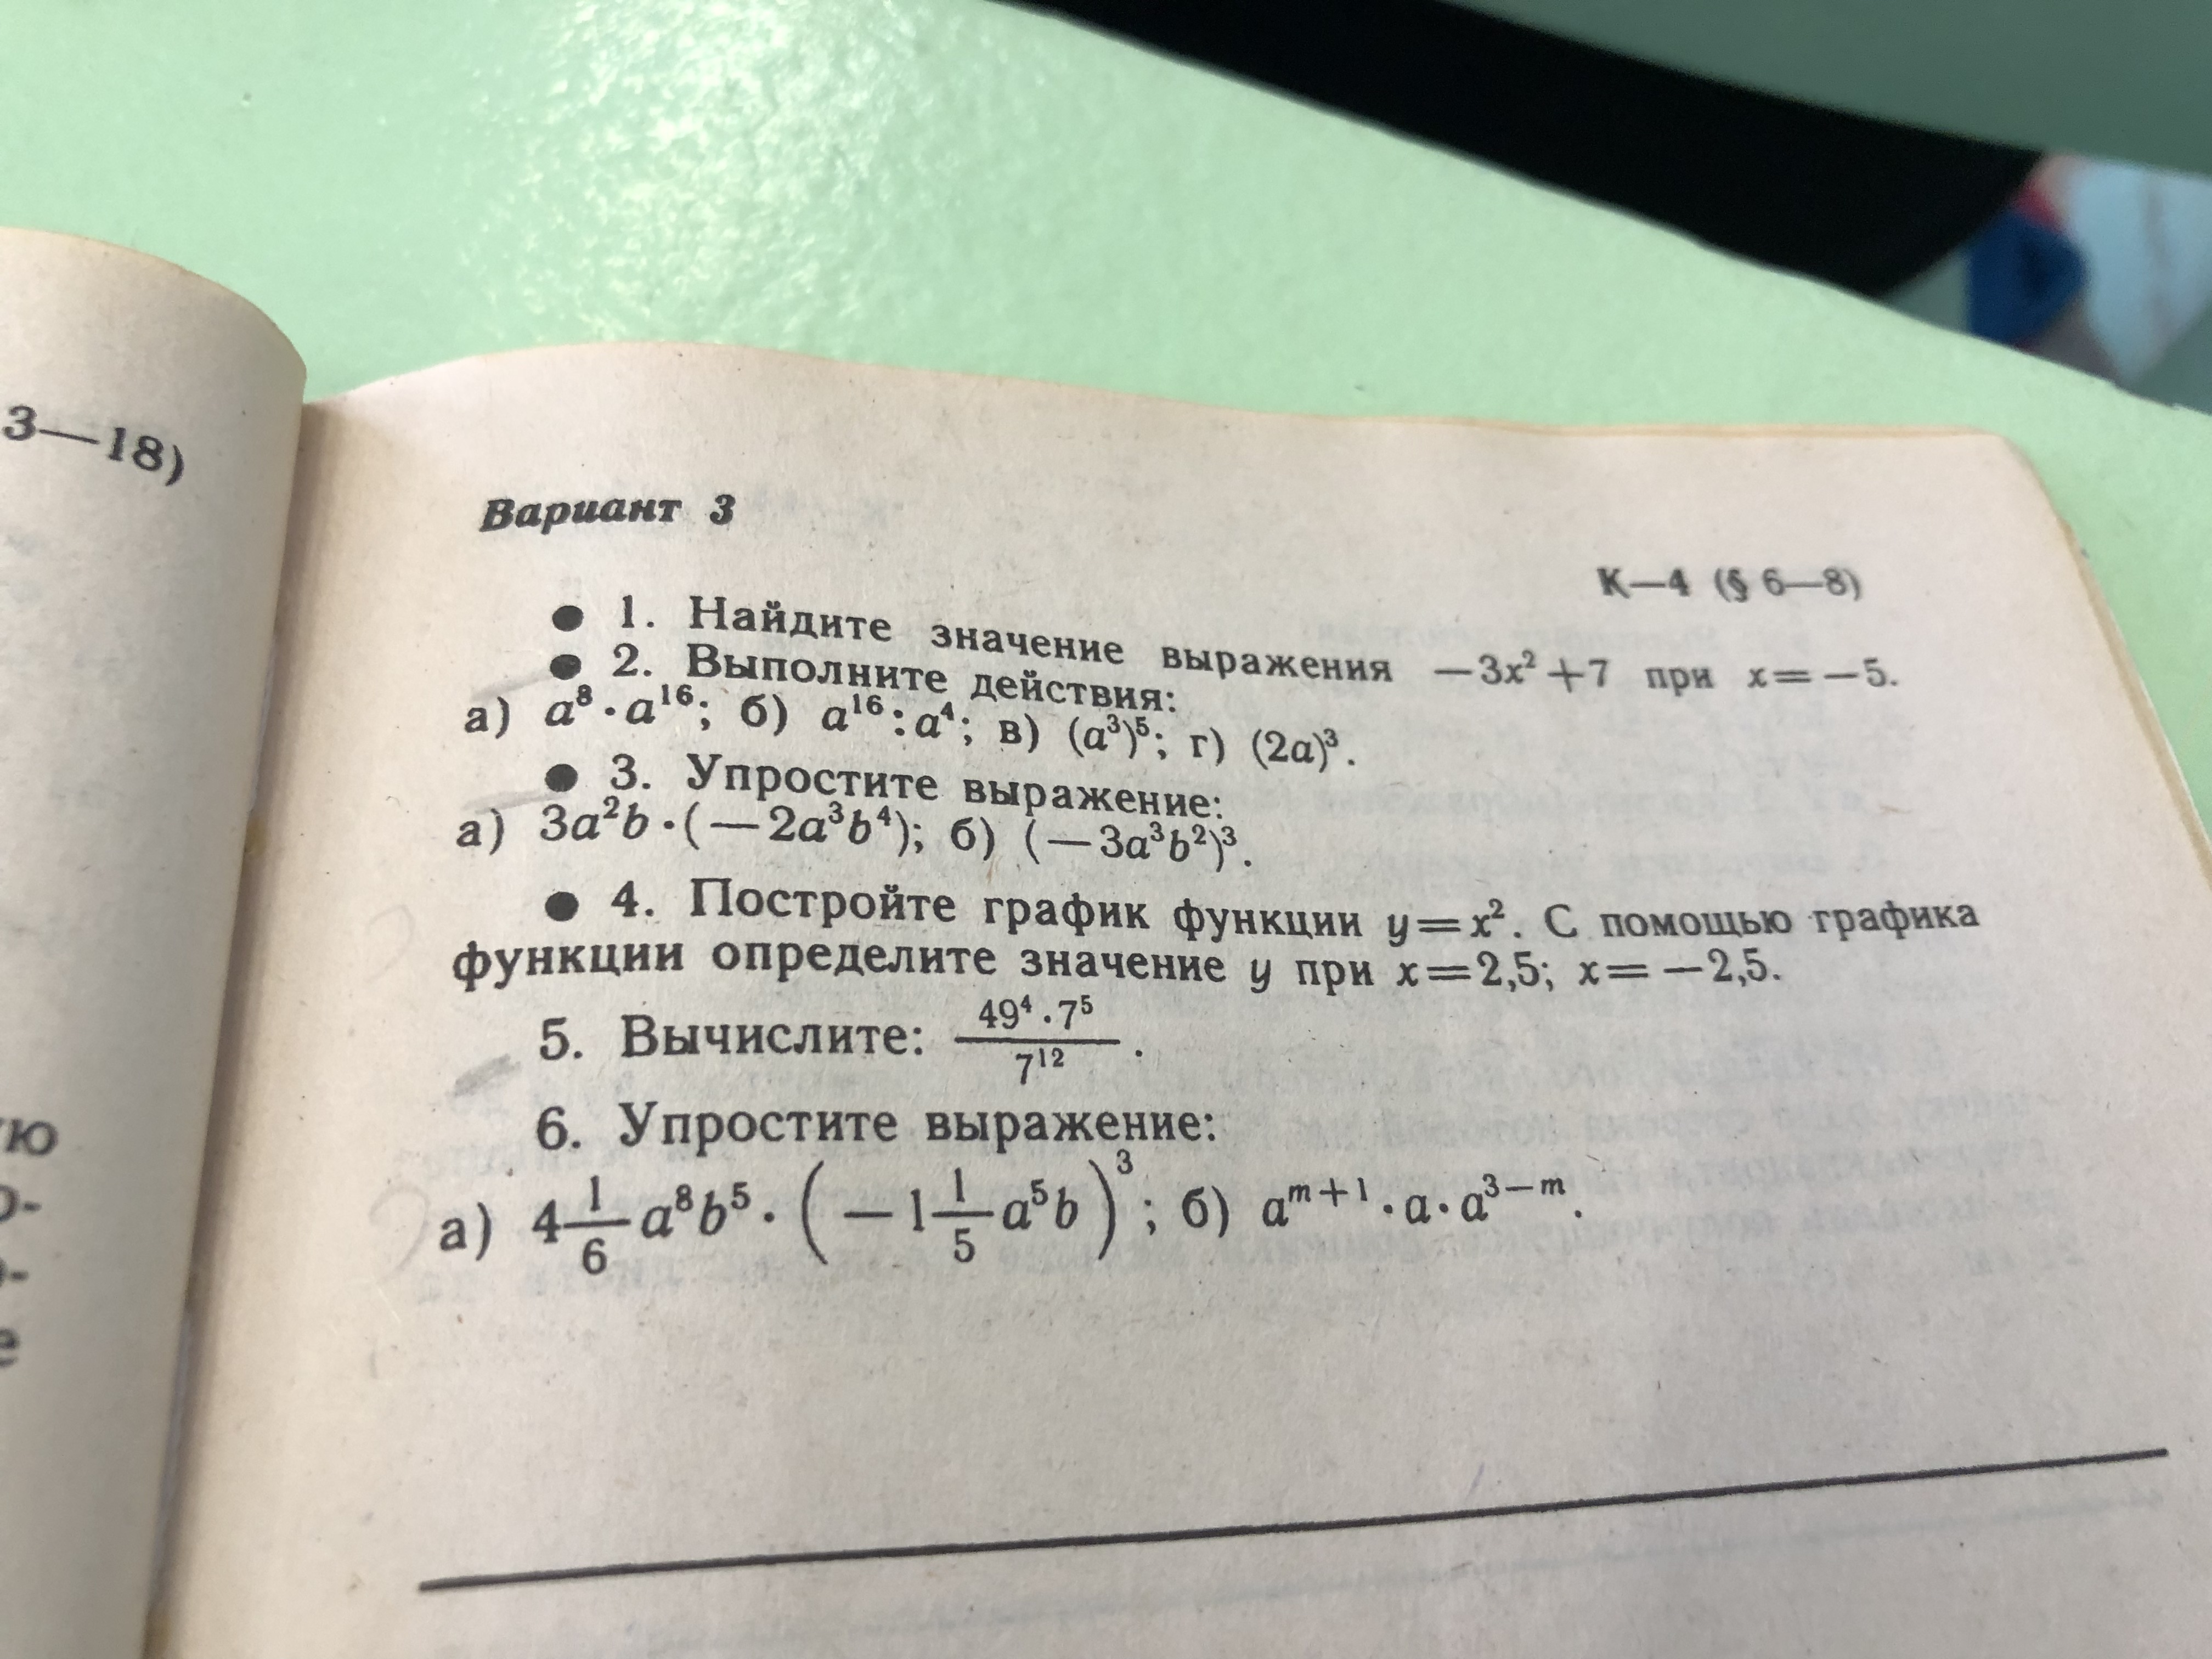 3—18)
Вариант 3
К—4 (§ 6—8)
● 1. Найдите значение выражения −3x²+7 при x=−5.
● 2. Выполните действия:
а) a⁸·a¹⁶; б) a¹⁶:a⁴; в) (a³)⁵; г) (2a)³.
● 3. Упростите выражение:
а) 3a²b·(−2a³b⁴); б) (−3a³b²)³.
● 4. Постройте график функции y=x². С помощью графика
функции определите значение y при x=2,5; x=−2,5.
5. Вычислите: 49⁴·7⁵/7¹².
6. Упростите выражение:
а) 4 1/6 a⁸b⁵·(−1 1/5 a⁵b)³; б) aᵐ⁺¹·a·a³⁻ᵐ.